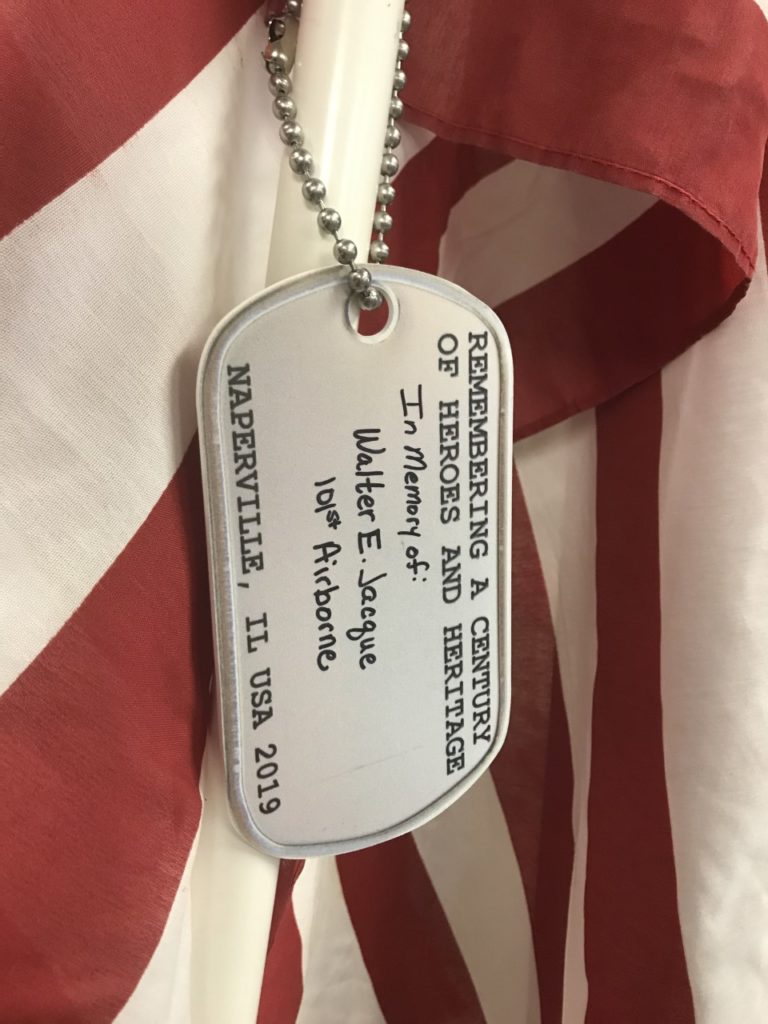 REMEMBERING A CENTURY
OF HEROES AND HERITAGE
In Memory of:
Walter E. Jacque
101st Airborne
NAPERVILLE, IL USA 2019